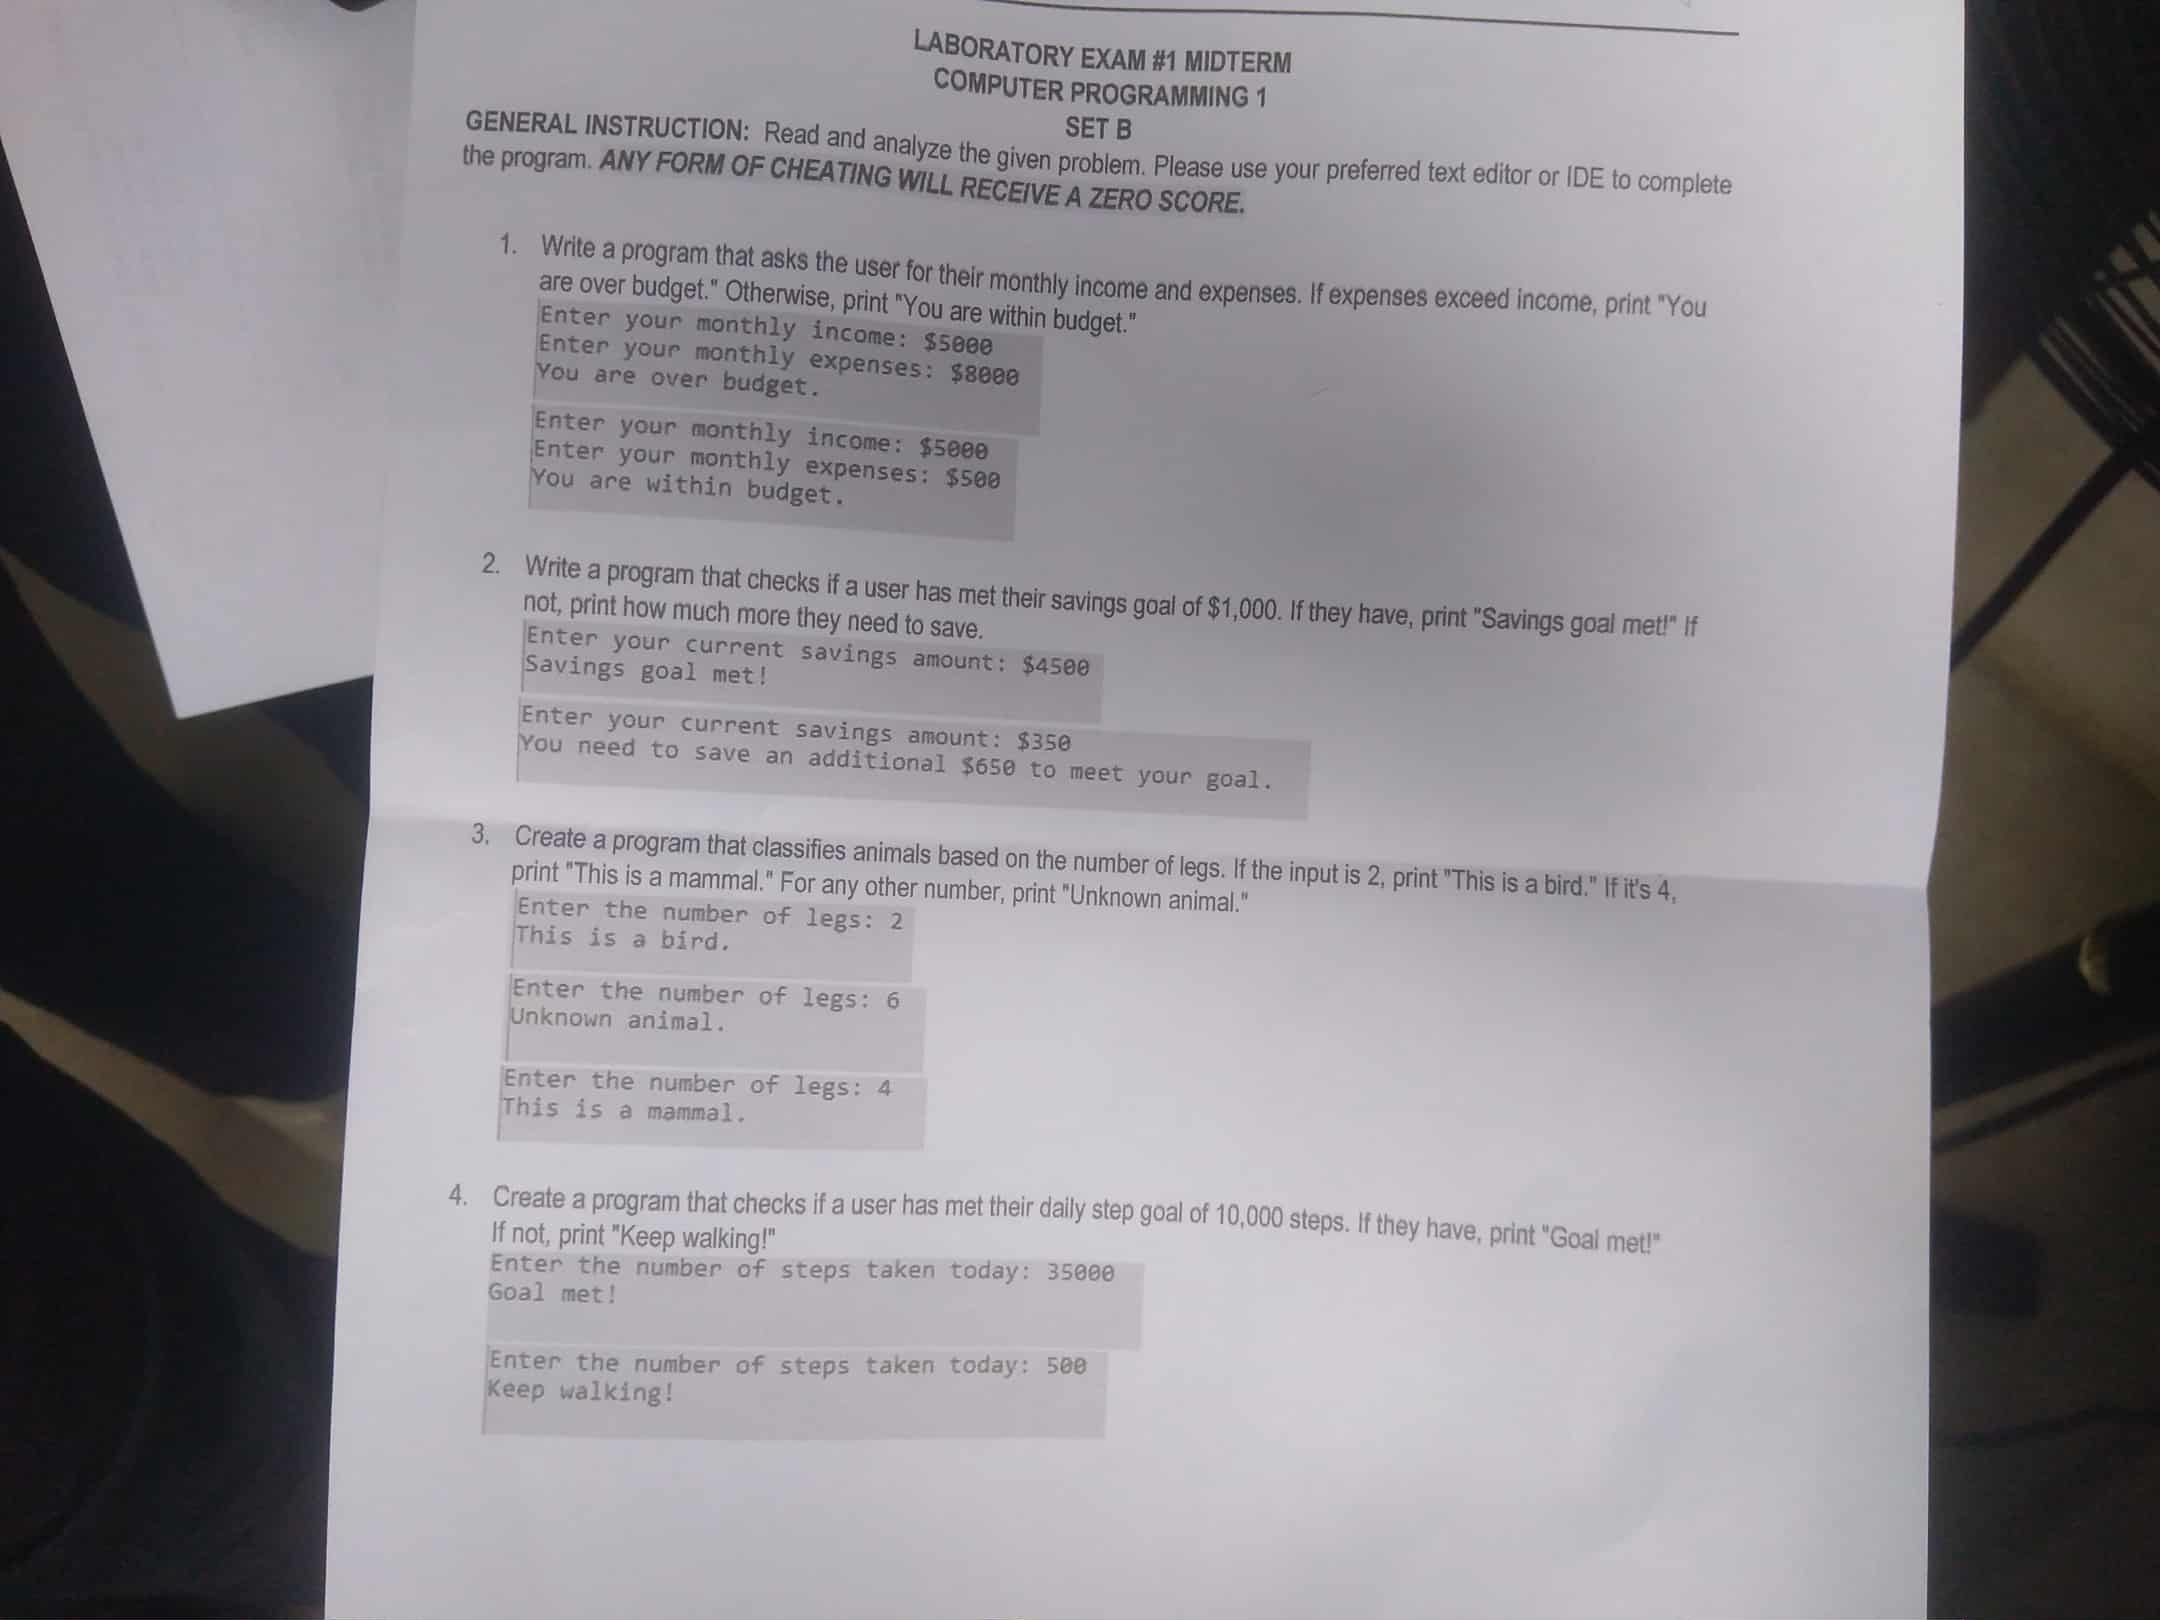 LABORATORY EXAM #1 MIDTERM
COMPUTER PROGRAMMING 1
SET B
GENERAL INSTRUCTION: Read and analyze the given problem. Please use your preferred text editor or IDE to complete
the program. ANY FORM OF CHEATING WILL RECEIVE A ZERO SCORE.
1. Write a program that asks the user for their monthly income and expenses. If expenses exceed income, print "You
are over budget." Otherwise, print "You are within budget."
Enter your monthly income: $5000
Enter your monthly expenses: $8000
You are over budget.
Enter your monthly income: $5000
Enter your monthly expenses: $500
You are within budget.
2. Write a program that checks if a user has met their savings goal of $1,000. If they have, print "Savings goal met!" If
not, print how much more they need to save.
Enter your current savings amount: $4500
Savings goal met!
Enter your current savings amount: $350
You need to save an additional $650 to meet your goal.
3. Create a program that classifies animals based on the number of legs. If the input is 2, print "This is a bird." If it's 4,
print "This is a mammal." For any other number, print "Unknown animal."
Enter the number of legs: 2
This is a bird.
Enter the number of legs: 6
Unknown animal.
Enter the number of legs: 4
This is a mammal.
4. Create a program that checks if a user has met their daily step goal of 10,000 steps. If they have, print "Goal met!"
If not, print "Keep walking!"
Enter the number of steps taken today: 35000
Goal met!
Enter the number of steps taken today: 500
Keep walking!